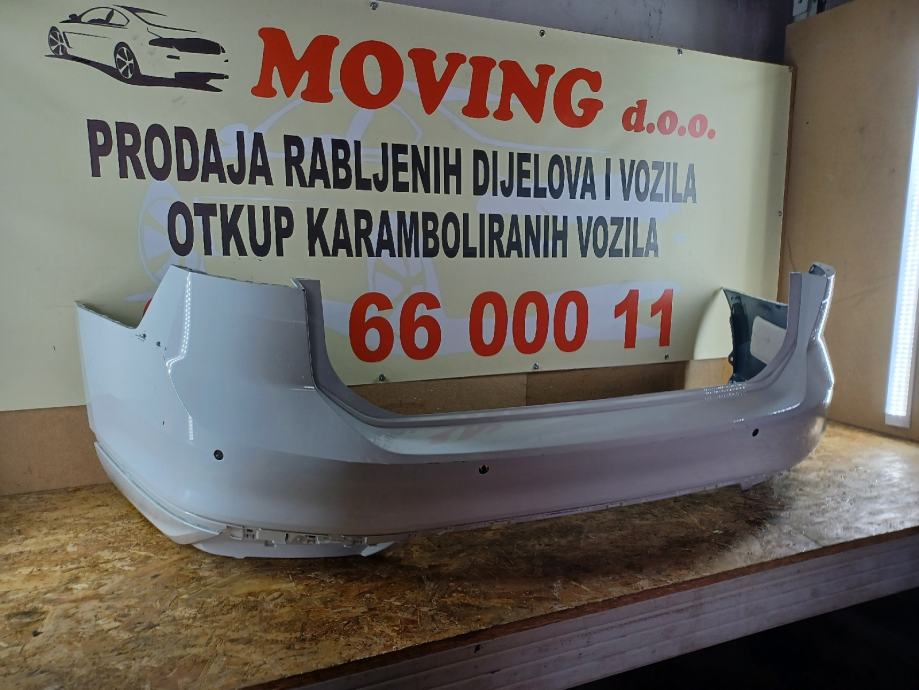 MOVING d.o.o.
PRODAJA RABLJENIH DIJELOVA I VOZILA
OTKUP KARAMBOLIRANIH VOZILA
66 000 11